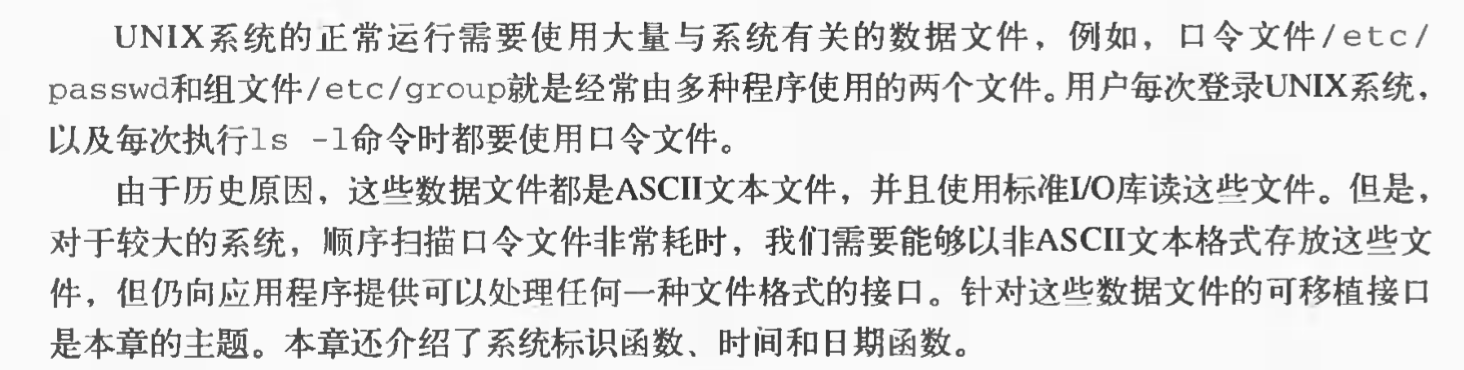 UNIX系统的正常运行需要使用大量与系统有关的数据文件，例如，口令文件/etc/
passwd和组文件/etc/group就是经常由多种程序使用的两个文件。用户每次登录UNIX系统，
以及每次执行ls -l命令时都要使用口令文件。
由于历史原因，这些数据文件都是ASCII文本文件，并且使用标准I/O库读这些文件。但是，
对于较大的系统，顺序扫描口令文件非常耗时，我们需要能够以非ASCII文本格式存放这些文
件，但仍向应用程序提供可以处理任何一种文件格式的接口。针对这些数据文件的可移植接口
是本章的主题。本章还介绍了系统标识函数、时间和日期函数。